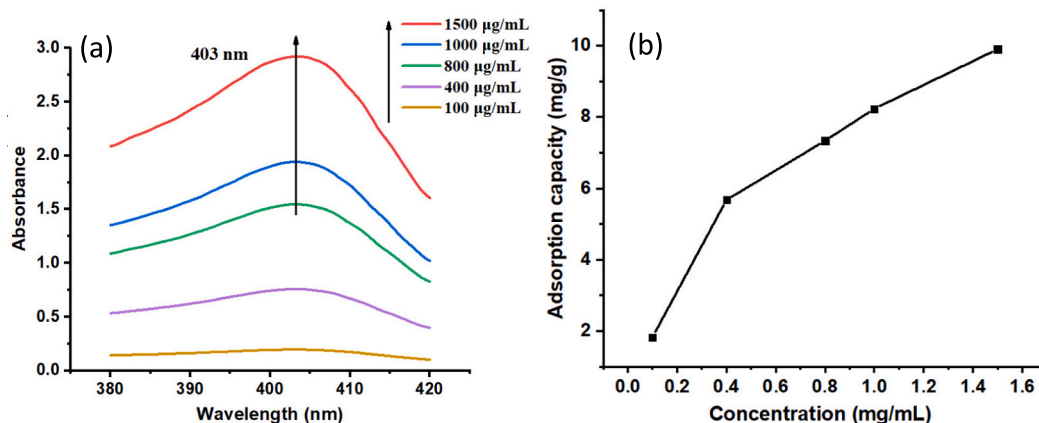 (a)
403 nm
1500 µg/mL
1000 µg/mL
800 µg/mL
400 µg/mL
100 µg/mL
3.0
2.5
2.0
1.5
1.0
0.5
0.0
Absorbance
380 390 400 410 420
Wavelength (nm)
(b)
10
8
6
4
2
Adsorption capacity (mg/g)
0.0 0.2 0.4 0.6 0.8 1.0 1.2 1.4 1.6
Concentration (mg/mL)